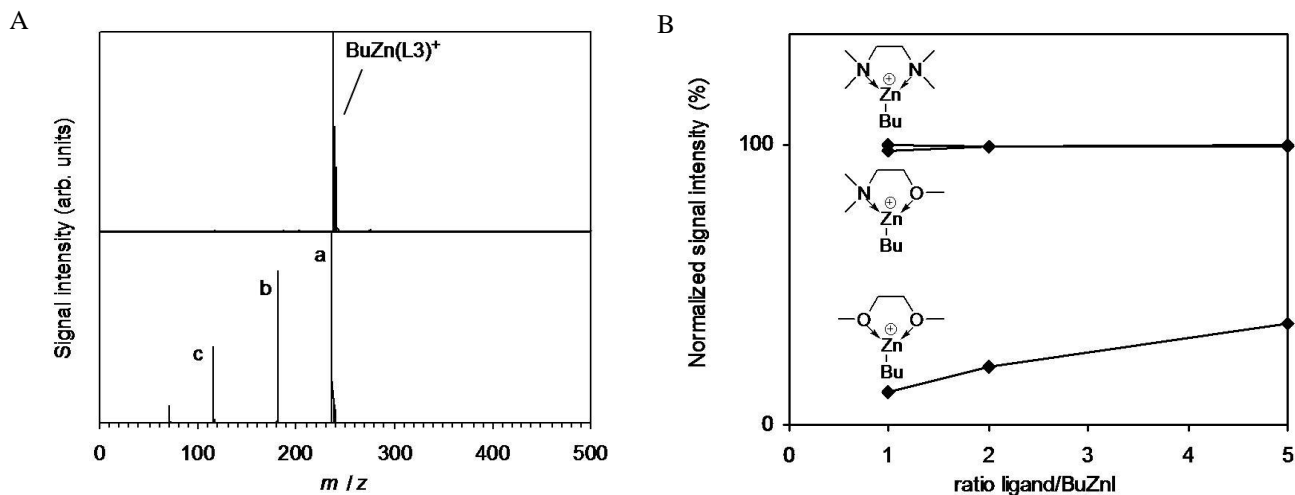 A
Signal intensity (arb. units)
BuZn(L3)⁺
a
b
c
0 100 200 300 400 500
m / z
B
Normalized signal intensity (%)
100
0
N N
⊕
Zn
Bu
N O
⊕
Zn
Bu
O O
⊕
Zn
Bu
0 1 2 3 4 5
ratio ligand/BuZnI